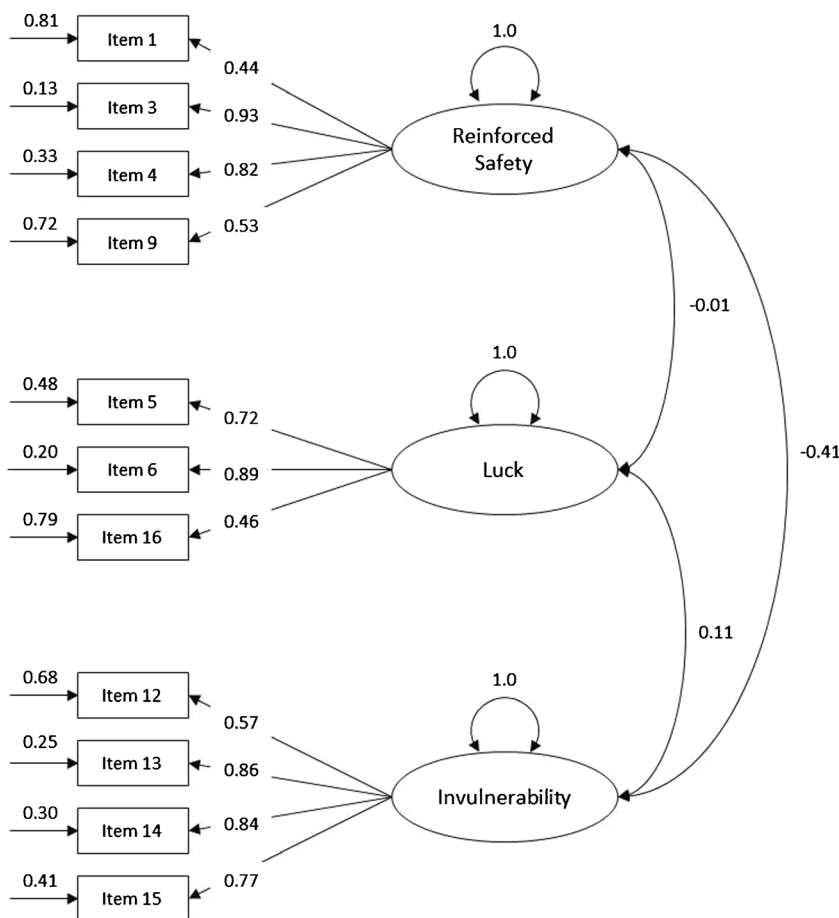 0.81
Item 1
0.44
1.0
0.13
Item 3
0.93
Reinforced
Safety
0.33
Item 4
0.82
0.72
Item 9
0.53
-0.01
0.48
Item 5
0.72
1.0
0.20
Item 6
0.89
Luck
-0.41
0.79
Item 16
0.46
0.11
0.68
Item 12
0.57
1.0
0.25
Item 13
0.86
Invulnerability
0.30
Item 14
0.84
0.41
Item 15
0.77